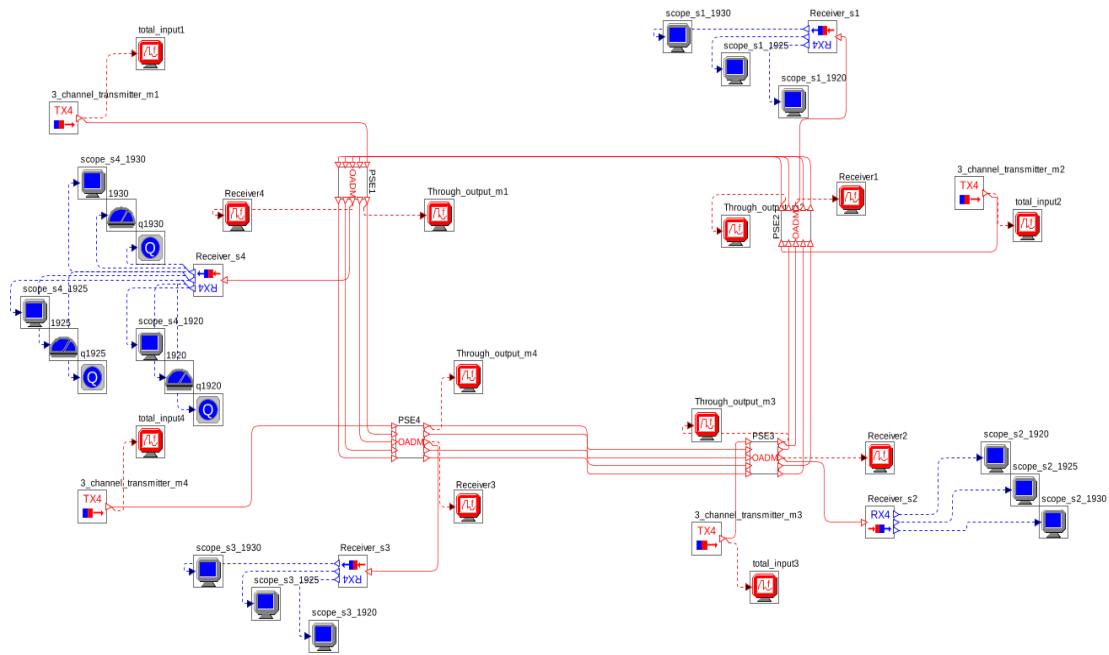 scope_s1_1930
Receiver_s1
RX4
total_input1
scope_s1_1925
scope_s1_1920
3_channel_transmitter_m1
TX4
scope_s4_1930
1930
q1930
Q
Receiver4
OADM
PSE1
Through_output_m1
Receiver1
3_channel_transmitter_m2
TX4
total_input2
PSE2
OADM
Receiver_s4
RX4
scope_s4_1925
1925
q1925
Q
scope_s4_1920
1920
q1920
Q
Through_output_m4
total_input4
PSE4
OADM
Through_output_m3
PSE3
OADM
Receiver2
scope_s2_1920
scope_s2_1925
scope_s2_1930
3_channel_transmitter_m4
TX4
Receiver3
Receiver_s2
RX4
3_channel_transmitter_m3
TX4
total_input3
scope_s3_1930
Receiver_s3
RX4
scope_s3_1925
scope_s3_1920